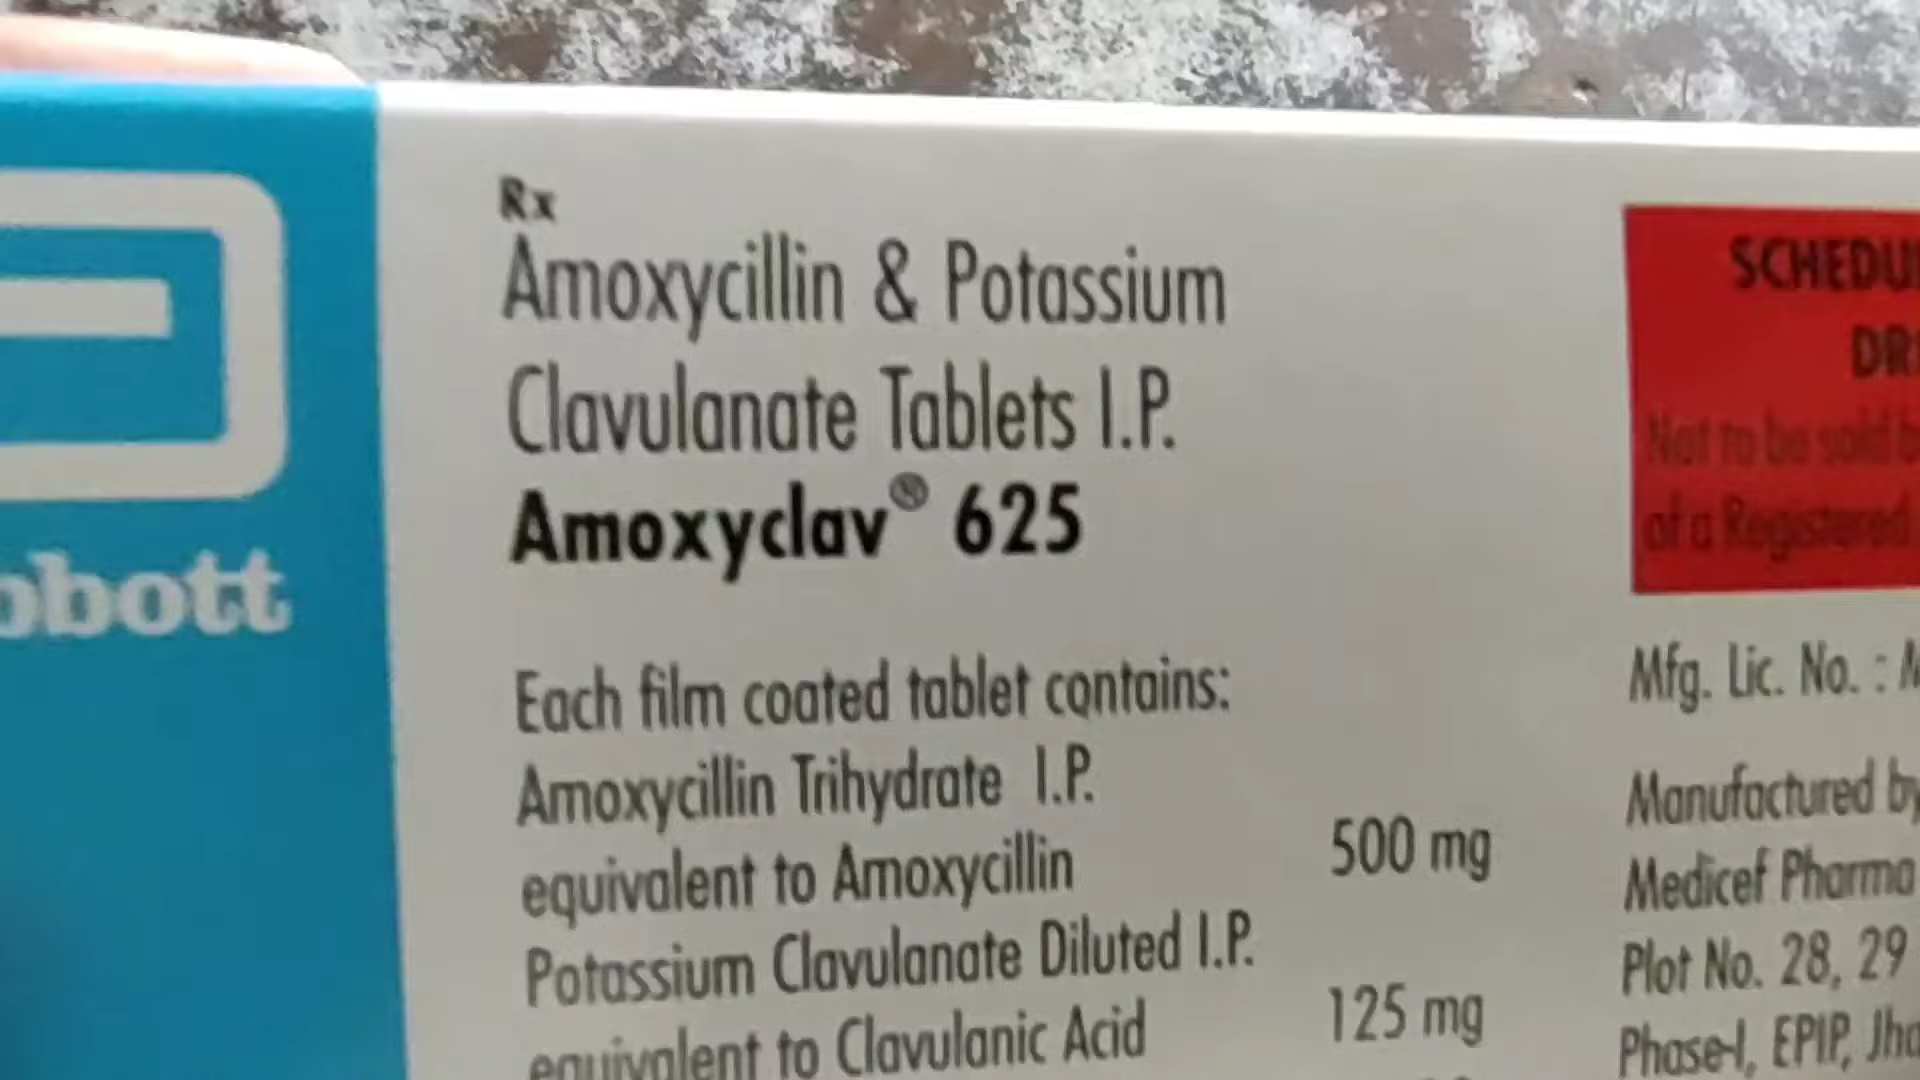 Rx
Amoxycillin & Potassium
Clavulanate Tablets I.P.
Amoxyclav® 625
Each film coated tablet contains:
Amoxycillin Trihydrate I.P.
equivalent to Amoxycillin 500 mg
Potassium Clavulanate Diluted I.P.
equivalent to Clavulanic Acid 125 mg
bbott
SCHEDU
DR
Not to be sold b
of a Registered
Mfg. Lic. No. : M
Manufactured by
Medicef Pharma
Plot No. 28, 29
Phase-I, EPIP, Jha